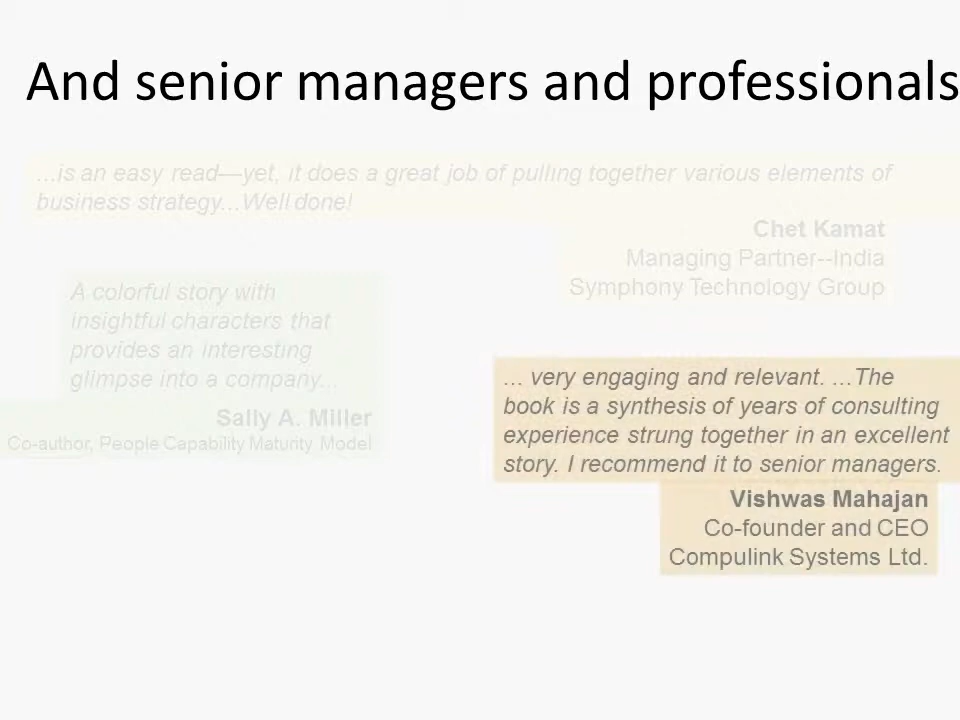 And senior managers and professionals
...is an easy read—yet, it does a great job of pulling together various elements of
business strategy...Well done!
Chet Kamat
Managing Partner--India
Symphony Technology Group
A colorful story with
insightful characters that
provides an interesting
glimpse into a company...
Sally A. Miller
Co-author, People Capability Maturity Model
... very engaging and relevant. ...The
book is a synthesis of years of consulting
experience strung together in an excellent
story. I recommend it to senior managers.
Vishwas Mahajan
Co-founder and CEO
Compulink Systems Ltd.